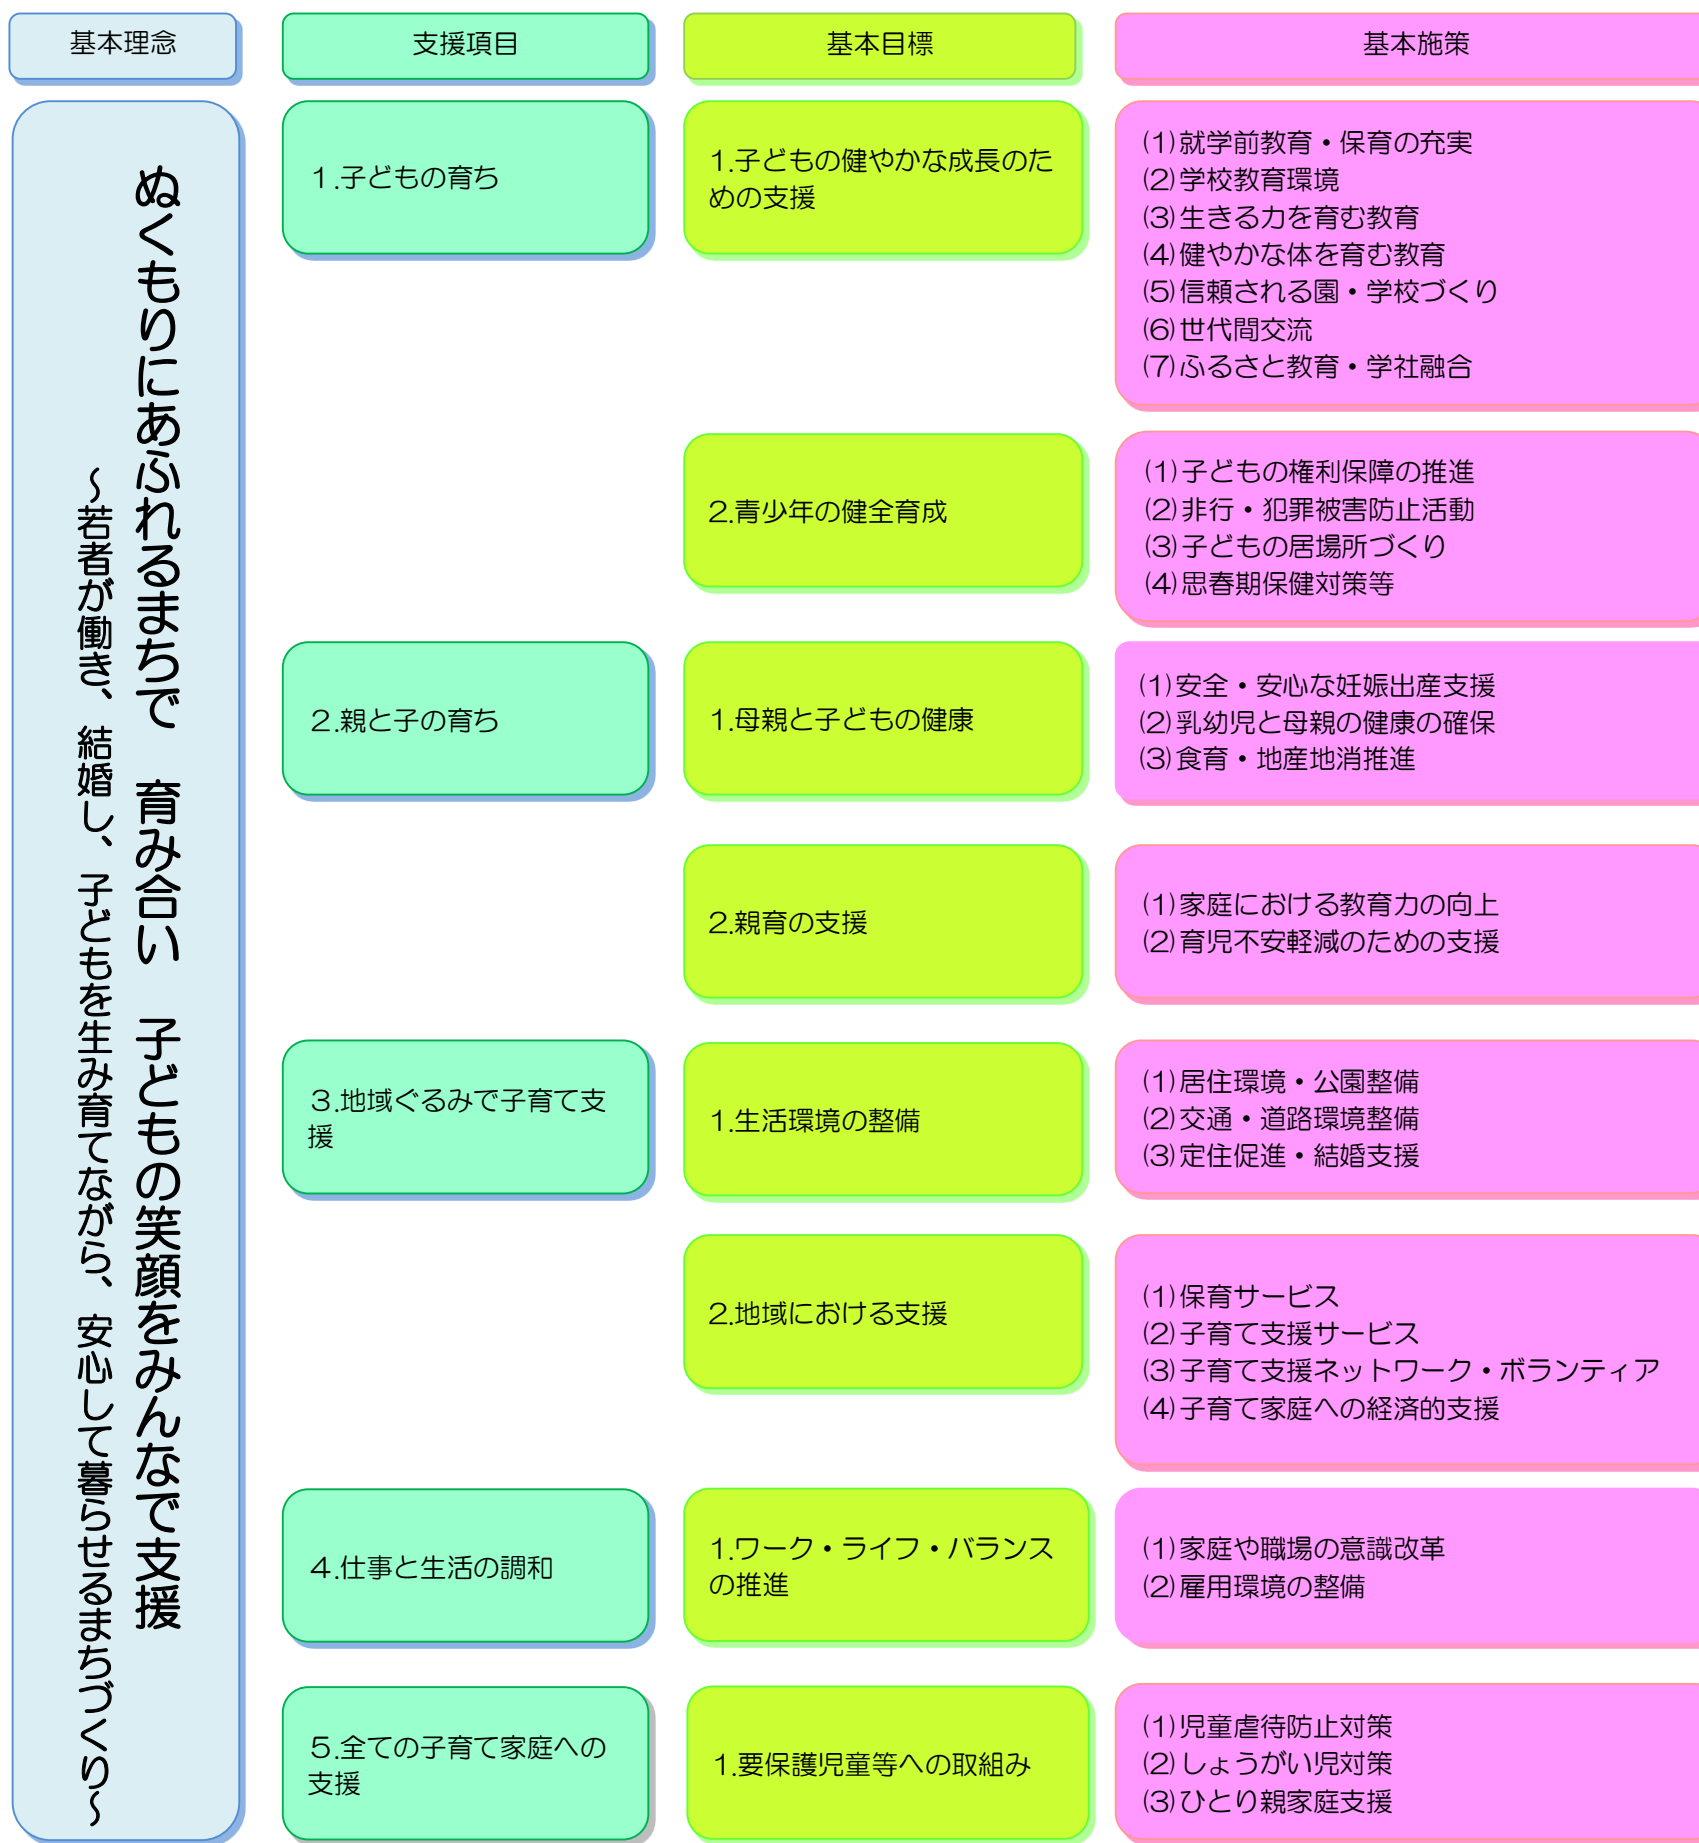 基本理念
支援項目
基本目標
基本施策
ぬくもりにあふれるまちで　育み合い　子どもの笑顔をみんなで支援
～若者が働き、結婚し、子どもを生み育てながら、安心して暮らせるまちづくり～
１.子どもの育ち
1.子どもの健やかな成長のた
めの支援
(1)就学前教育・保育の充実
(2)学校教育環境
(3)生きる力を育む教育
(4)健やかな体を育む教育
(5)信頼される園・学校づくり
(6)世代間交流
(7)ふるさと教育・学社融合
2.青少年の健全育成
(1)子どもの権利保障の推進
(2)非行・犯罪被害防止活動
(3)子どもの居場所づくり
(4)思春期保健対策等
２.親と子の育ち
1.母親と子どもの健康
(1)安全・安心な妊娠出産支援
(2)乳幼児と母親の健康の確保
(3)食育・地産地消推進
2.親育の支援
(1)家庭における教育力の向上
(2)育児不安軽減のための支援
３.地域ぐるみで子育て支
援
1.生活環境の整備
(1)居住環境・公園整備
(2)交通・道路環境整備
(3)定住促進・結婚支援
2.地域における支援
(1)保育サービス
(2)子育て支援サービス
(3)子育て支援ネットワーク・ボランティア
(4)子育て家庭への経済的支援
４.仕事と生活の調和
1.ワーク・ライフ・バランス
の推進
(1)家庭や職場の意識改革
(2)雇用環境の整備
５.全ての子育て家庭への
支援
1.要保護児童等への取組み
(1)児童虐待防止対策
(2)しょうがい児対策
(3)ひとり親家庭支援